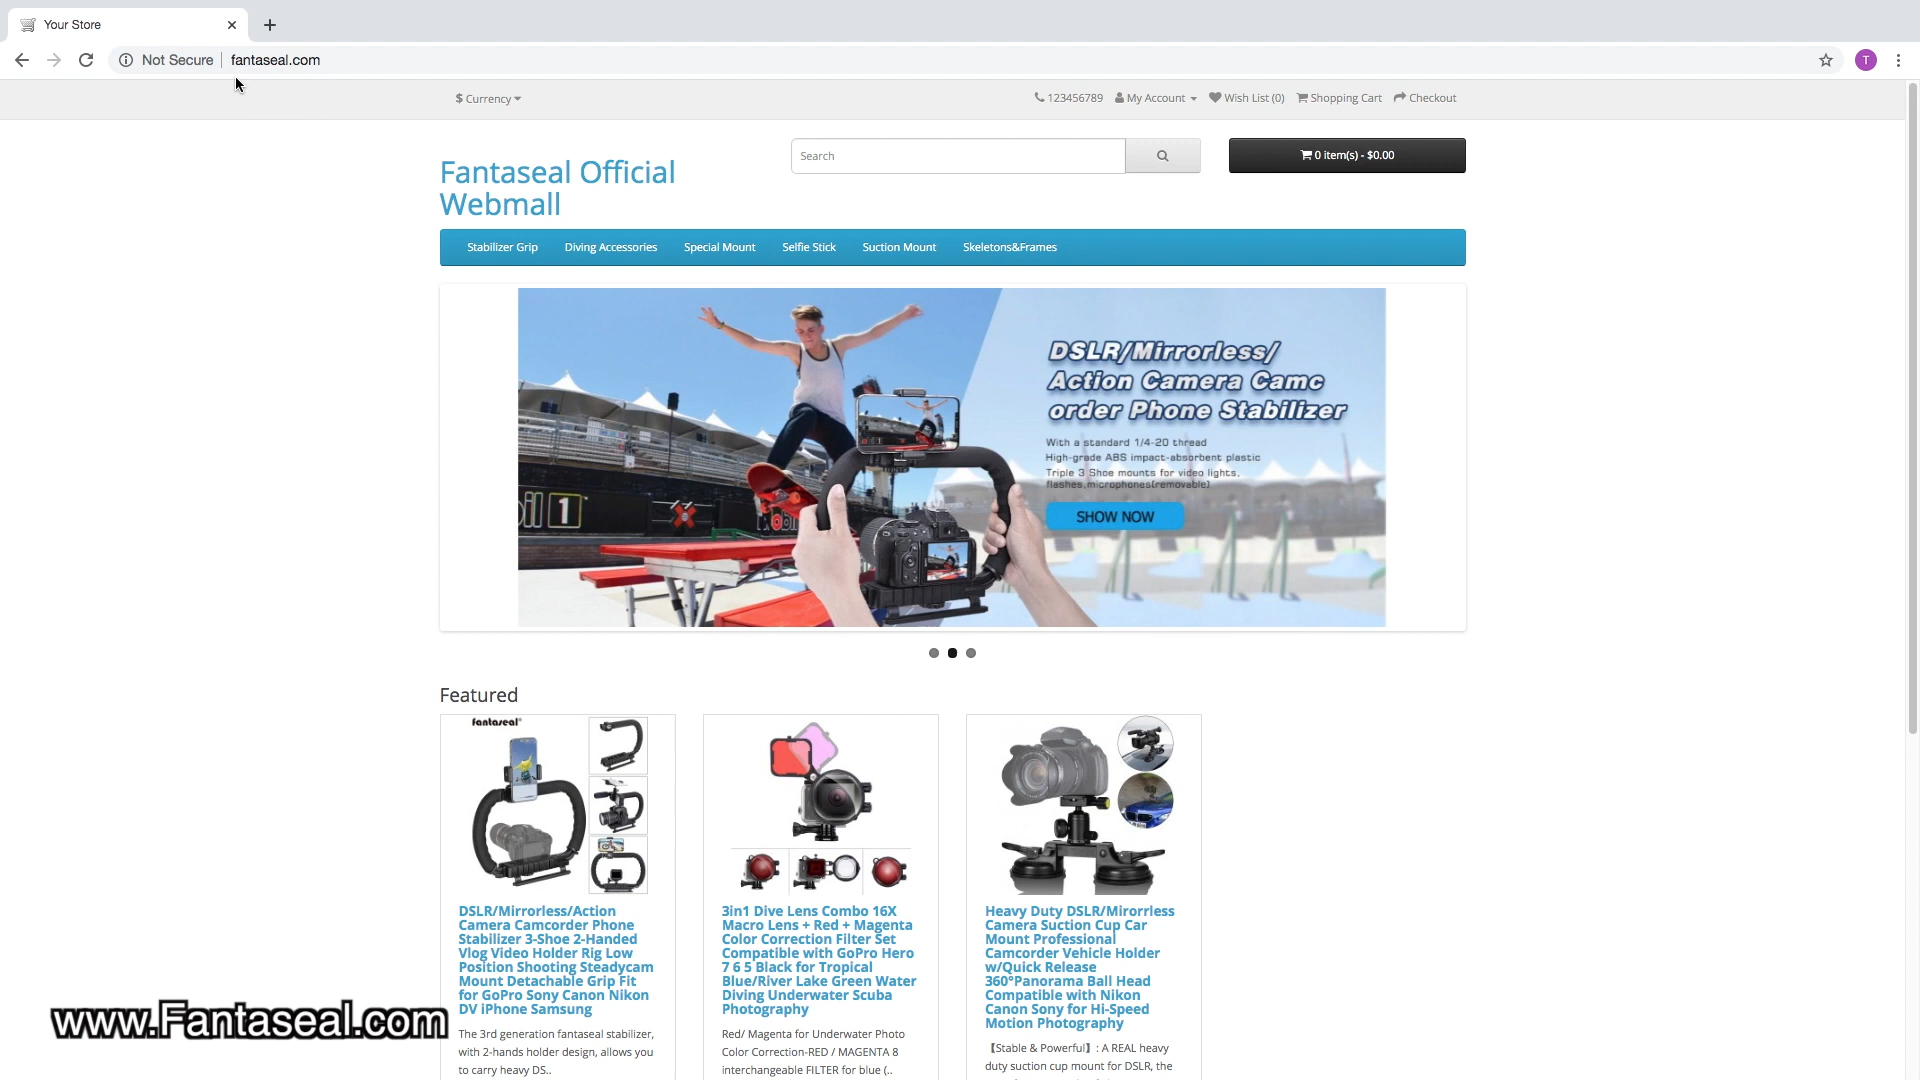 Your Store
Not Secure
fantaseal.com
$ Currency
123456789
My Account
Wish List (0)
Shopping Cart
Checkout
Fantaseal Official
Webmall
Search
0 item(s) - $0.00
Stabilizer Grip
Diving Accessories
Special Mount
Selfie Stick
Suction Mount
Skeletons&Frames
DSLR/Mirrorless/
Action Camera Camc
order Phone Stabilizer
With a standard 1/4-20 thread
High-grade ABS impact-absorbent plastic
Triple 3 Shoe mounts for video lights,
flashes,microphones(removable)
SHOW NOW
Featured
fantaseal®
DSLR/Mirrorless/Action
Camera Camcorder Phone
Stabilizer 3-Shoe 2-Handed
Vlog Video Holder Rig Low
Position Shooting Steadycam
Mount Detachable Grip Fit
for GoPro Sony Canon Nikon
DV iPhone Samsung
The 3rd generation fantaseal stabilizer,
with 2-hands holder design, allows you
to carry heavy DS..
3in1 Dive Lens Combo 16X
Macro Lens + Red + Magenta
Color Correction Filter Set
Compatible with GoPro Hero
7 6 5 Black for Tropical
Blue/River Lake Green Water
Diving Underwater Scuba
Photography
Red/ Magenta for Underwater Photo
Color Correction-RED / MAGENTA 8
interchangeable FILTER for blue (..
Heavy Duty DSLR/Mirorrless
Camera Suction Cup Car
Mount Professional
Camcorder Vehicle Holder
w/Quick Release
360°Panorama Ball Head
Compatible with Nikon
Canon Sony for Hi-Speed
Motion Photography
【Stable & Powerful】: A REAL heavy
duty suction cup mount for DSLR, the
www.Fantaseal.com